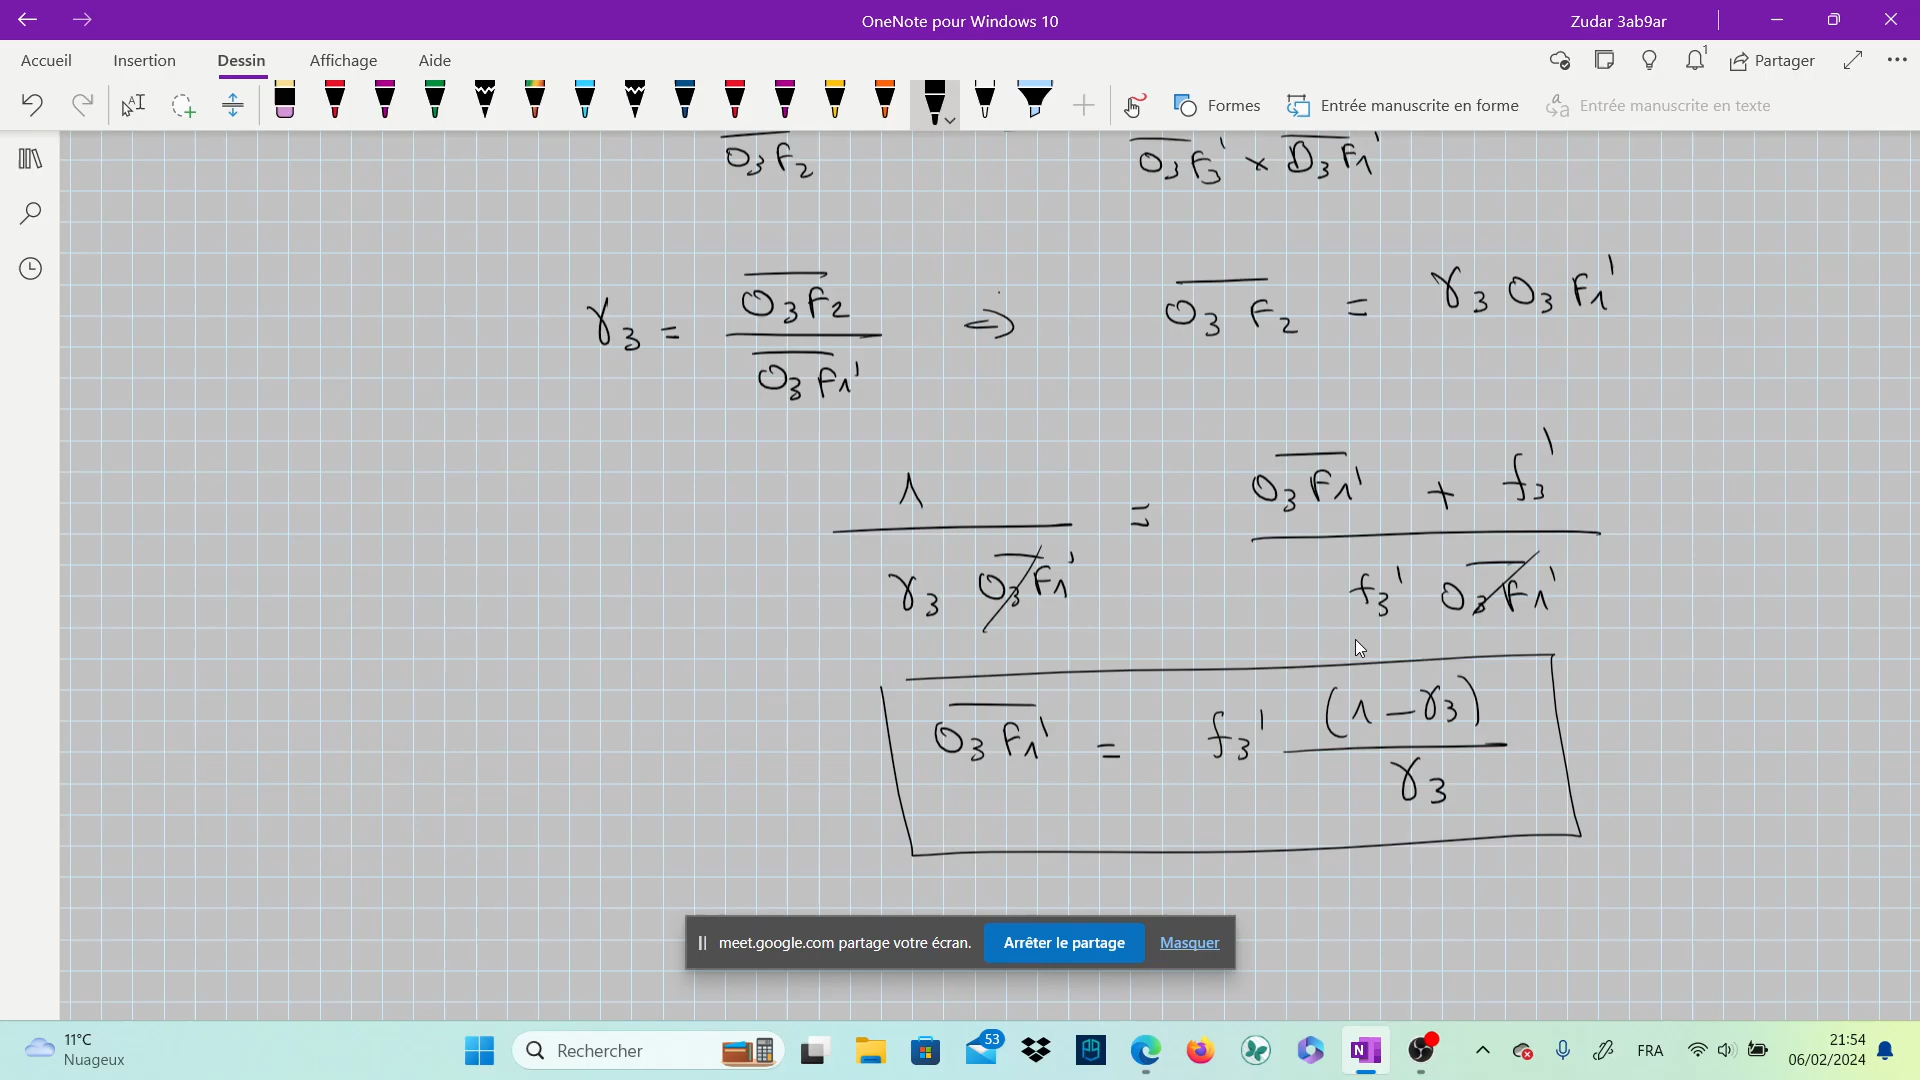 OneNote pour Windows 10
Zudar 3ab9ar
Accueil Insertion Dessin Affichage Aide
1
Partager
Formes Entrée manuscrite en forme Entrée manuscrite en texte
O₃F₂
O₃F₃' × O₃F₁'
γ₃ = O₃F₂ / O₃F₁' ⇔ O₃F₂ = γ₃ O₃F₁'
1 / γ₃ O₃F₁' = O₃F₁' + f₃' / f₃' O₃F₁'
O₃F₁' = f₃' (1 - γ₃) / γ₃
meet.google.com partage votre écran. Arrêter le partage Masquer
11°C
Nuageux
Rechercher
53
FRA
21:54
06/02/2024